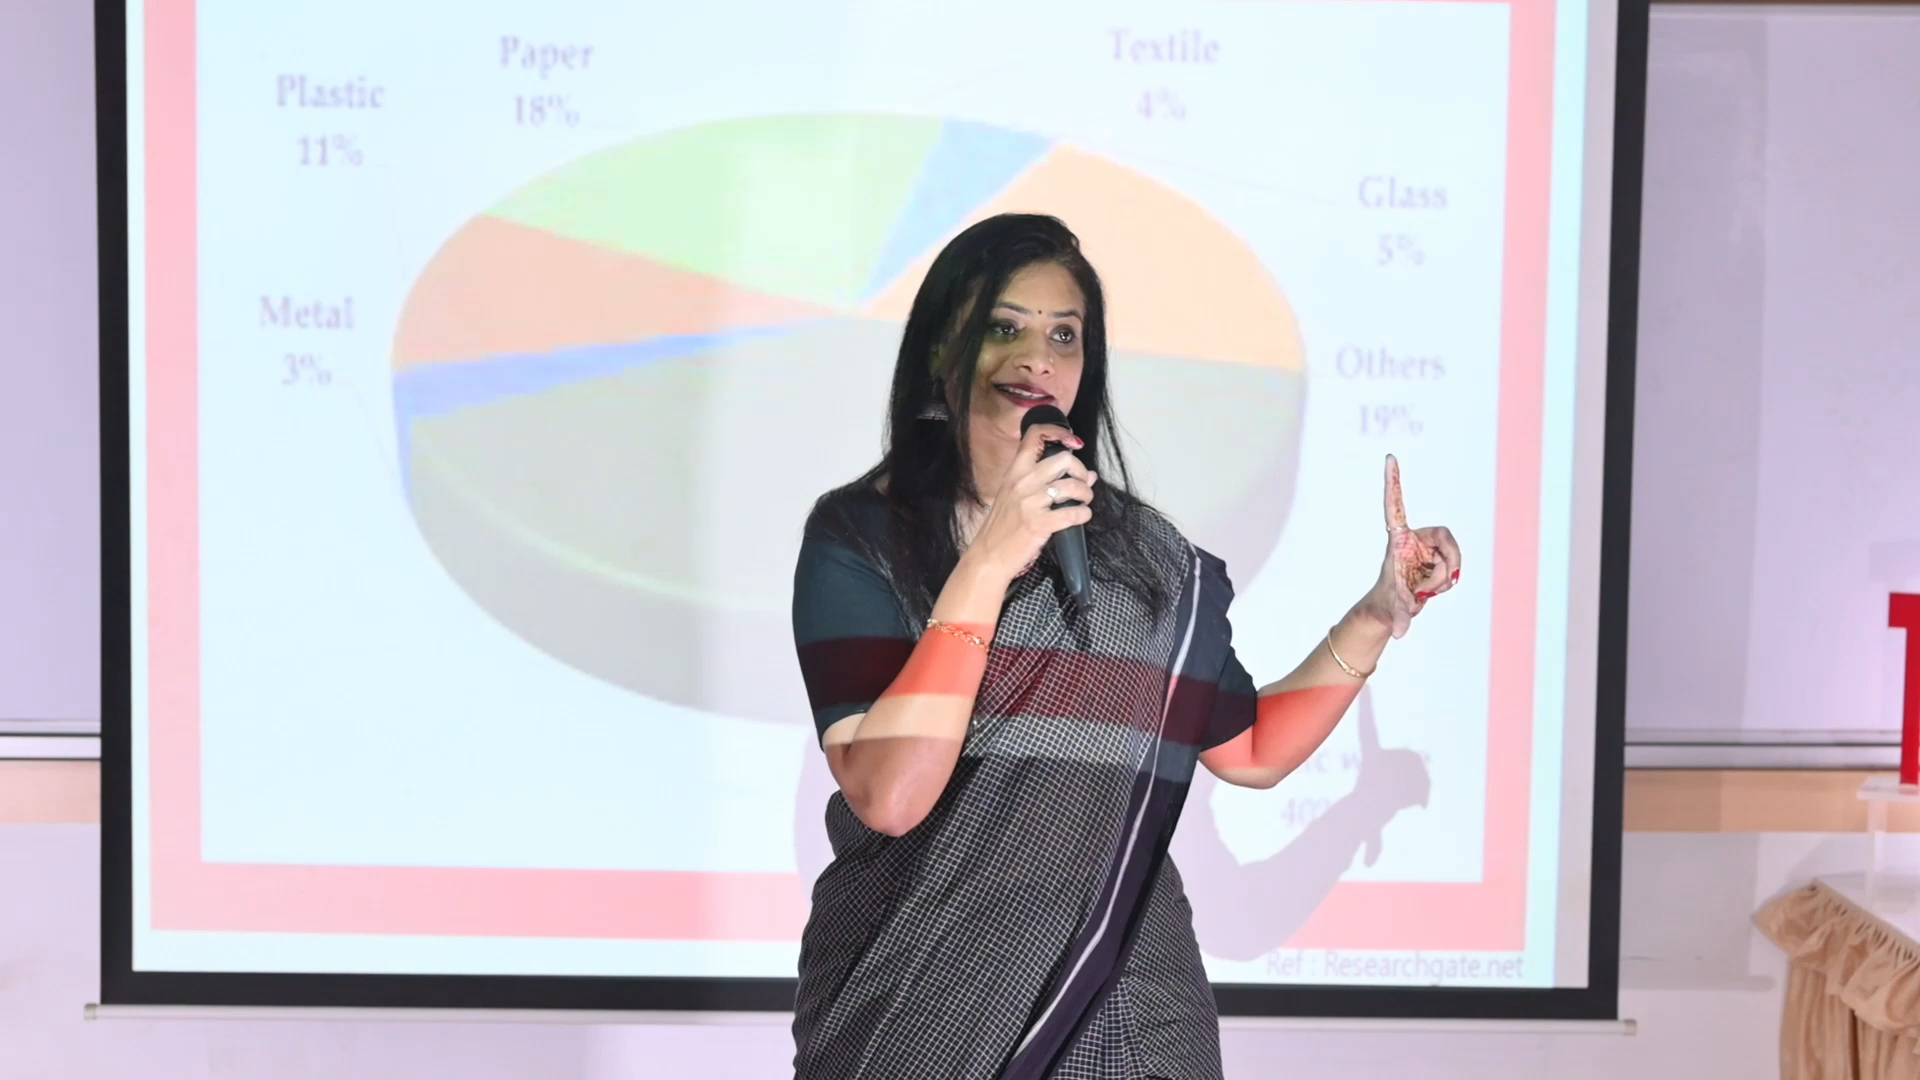 Paper
18%
Plastic
11%
Metal
3%
Textile
4%
Glass
5%
Others
19%
Ref : Researchgate.net